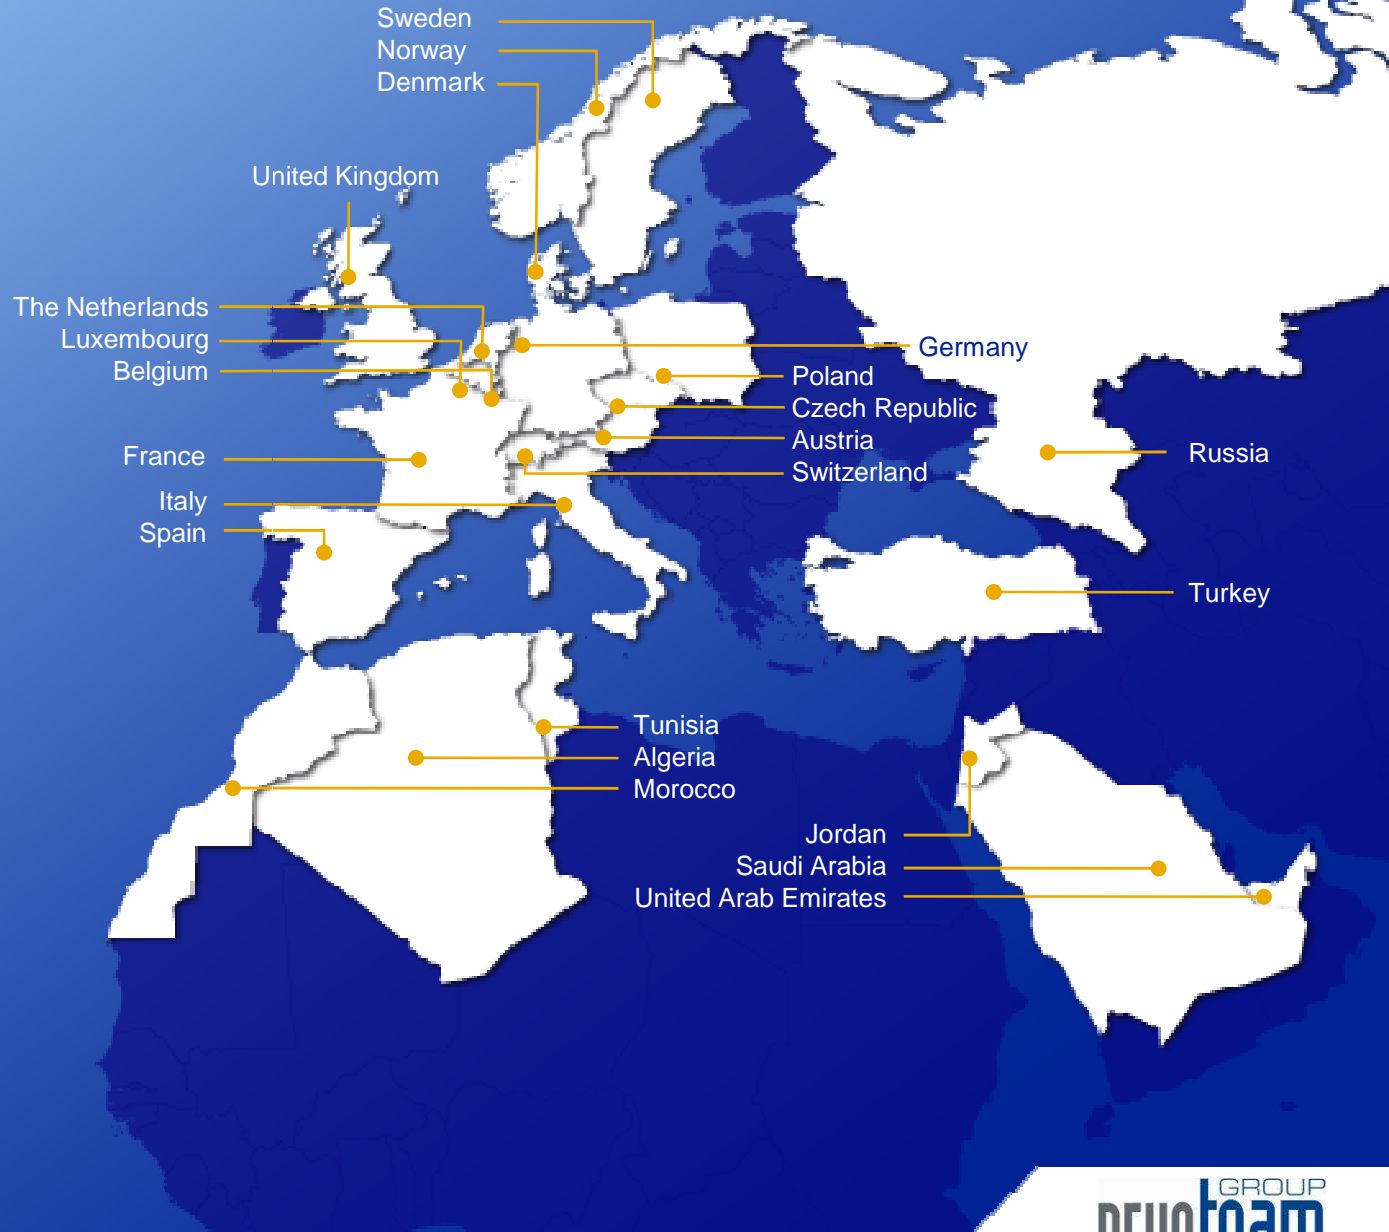 Sweden
Norway
Denmark
United Kingdom
The Netherlands
Luxembourg
Belgium
Germany
Poland
Czech Republic
Austria
Switzerland
France
Italy
Spain
Russia
Turkey
Tunisia
Algeria
Morocco
Jordan
Saudi Arabia
United Arab Emirates
GROUP